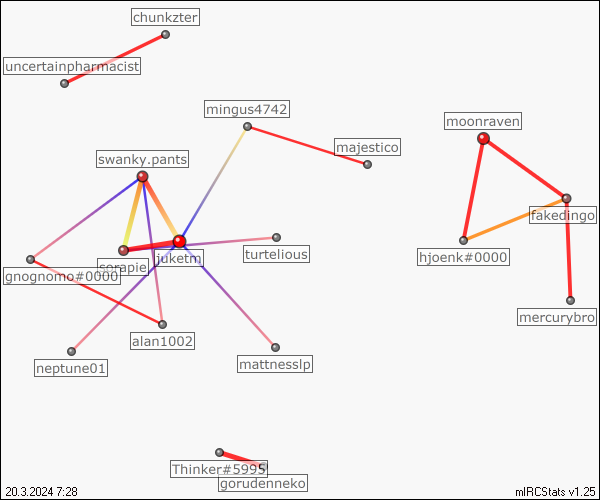 chunkzter
uncertainpharmacist
mingus4742
moonraven
majestico
swanky.pants
fakedingo
turtelious
juketm
hjoenk#0000
sorapie
gnognomo#0000
mercurybro
alan1002
neptune01
mattnesslp
Thinker#5995
gorudenneko
20.3.2024 7:28
mIRCStats v1.25